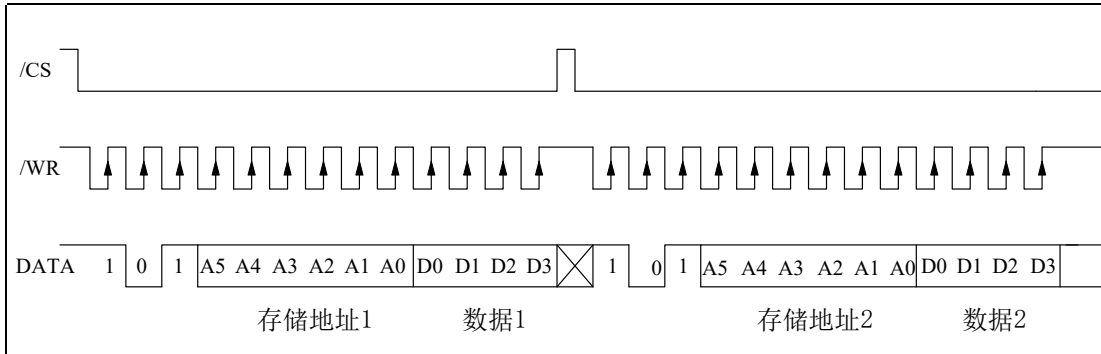 /CS
/WR
DATA 1 0 1 A5 A4 A3 A2 A1 A0 D0 D1 D2 D3 1 0 1 A5 A4 A3 A2 A1 A0 D0 D1 D2 D3
存储地址1 数据1 存储地址2 数据2